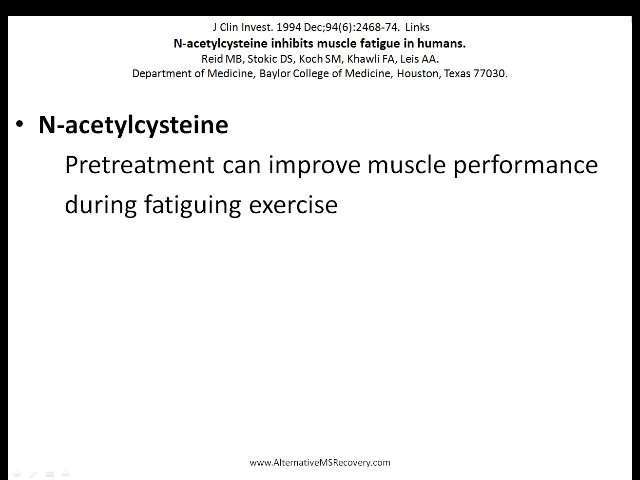 J Clin Invest. 1994 Dec;94(6):2468-74.  Links
N-acetylcysteine inhibits muscle fatigue in humans.
Reid MB, Stokic DS, Koch SM, Khawli FA, Leis AA.
Department of Medicine, Baylor College of Medicine, Houston, Texas 77030.
• N-acetylcysteine
Pretreatment can improve muscle performance
during fatiguing exercise
www.AlternativeMSRecovery.com